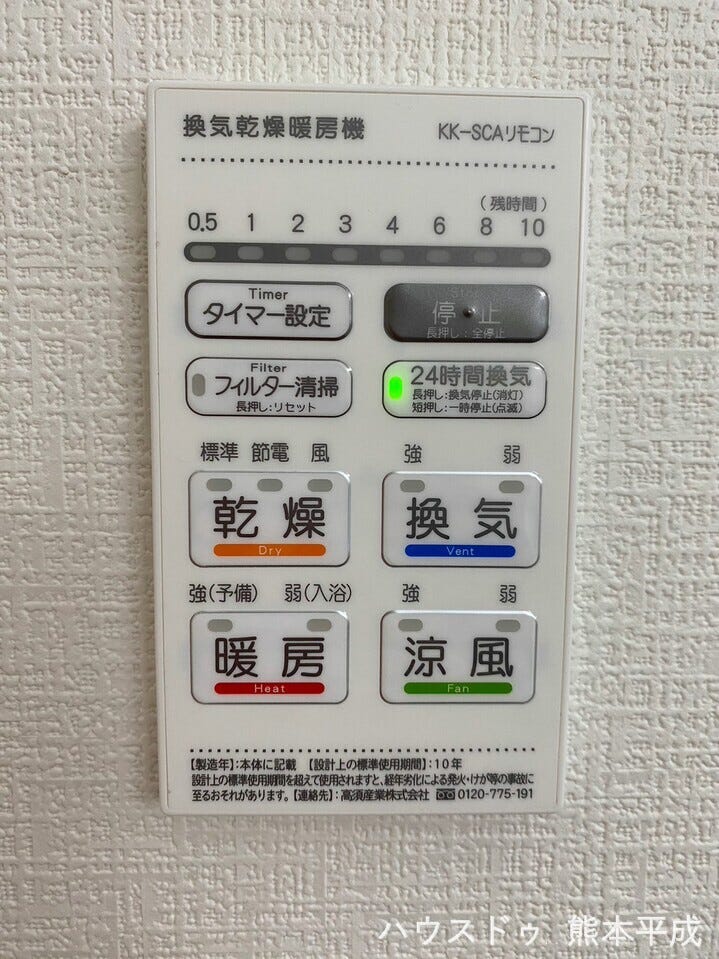 換気乾燥暖房機 KK-SCAリモコン
(残時間)
0.5 1 2 3 4 6 8 10
Timer
タイマー設定
停止
長押し:全停止
Filter
フィルター清掃
長押し:リセット
24時間換気
長押し:換気停止(消灯)
短押し:一時停止(点滅)
標準 節電 風
強 弱
乾燥
Dry
換気
Vent
強(予備) 弱(入浴)
強 弱
暖房
Heat
涼風
Fan
【製造年】:本体に記載 【設計上の標準使用期間】:10年
設計上の標準使用期間を超えて使用されますと、経年劣化による発火・けが等の事故に
至るおそれがあります。【連絡先】:高須産業株式会社 0120-775-191
ハウスドゥ 熊本平成